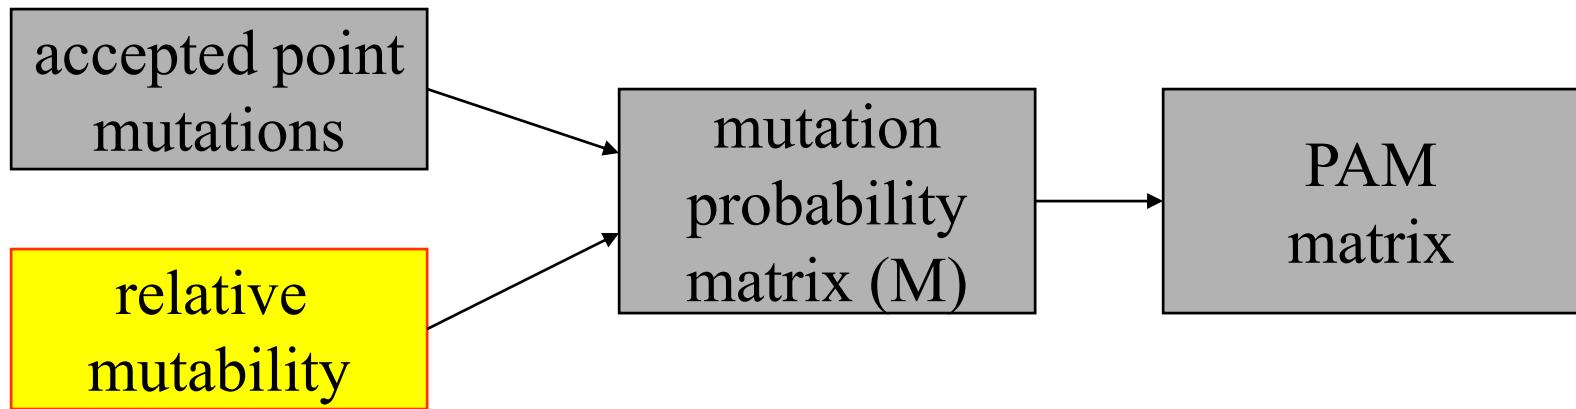 accepted point
mutations
relative
mutability
mutation
probability
matrix (M)
PAM
matrix